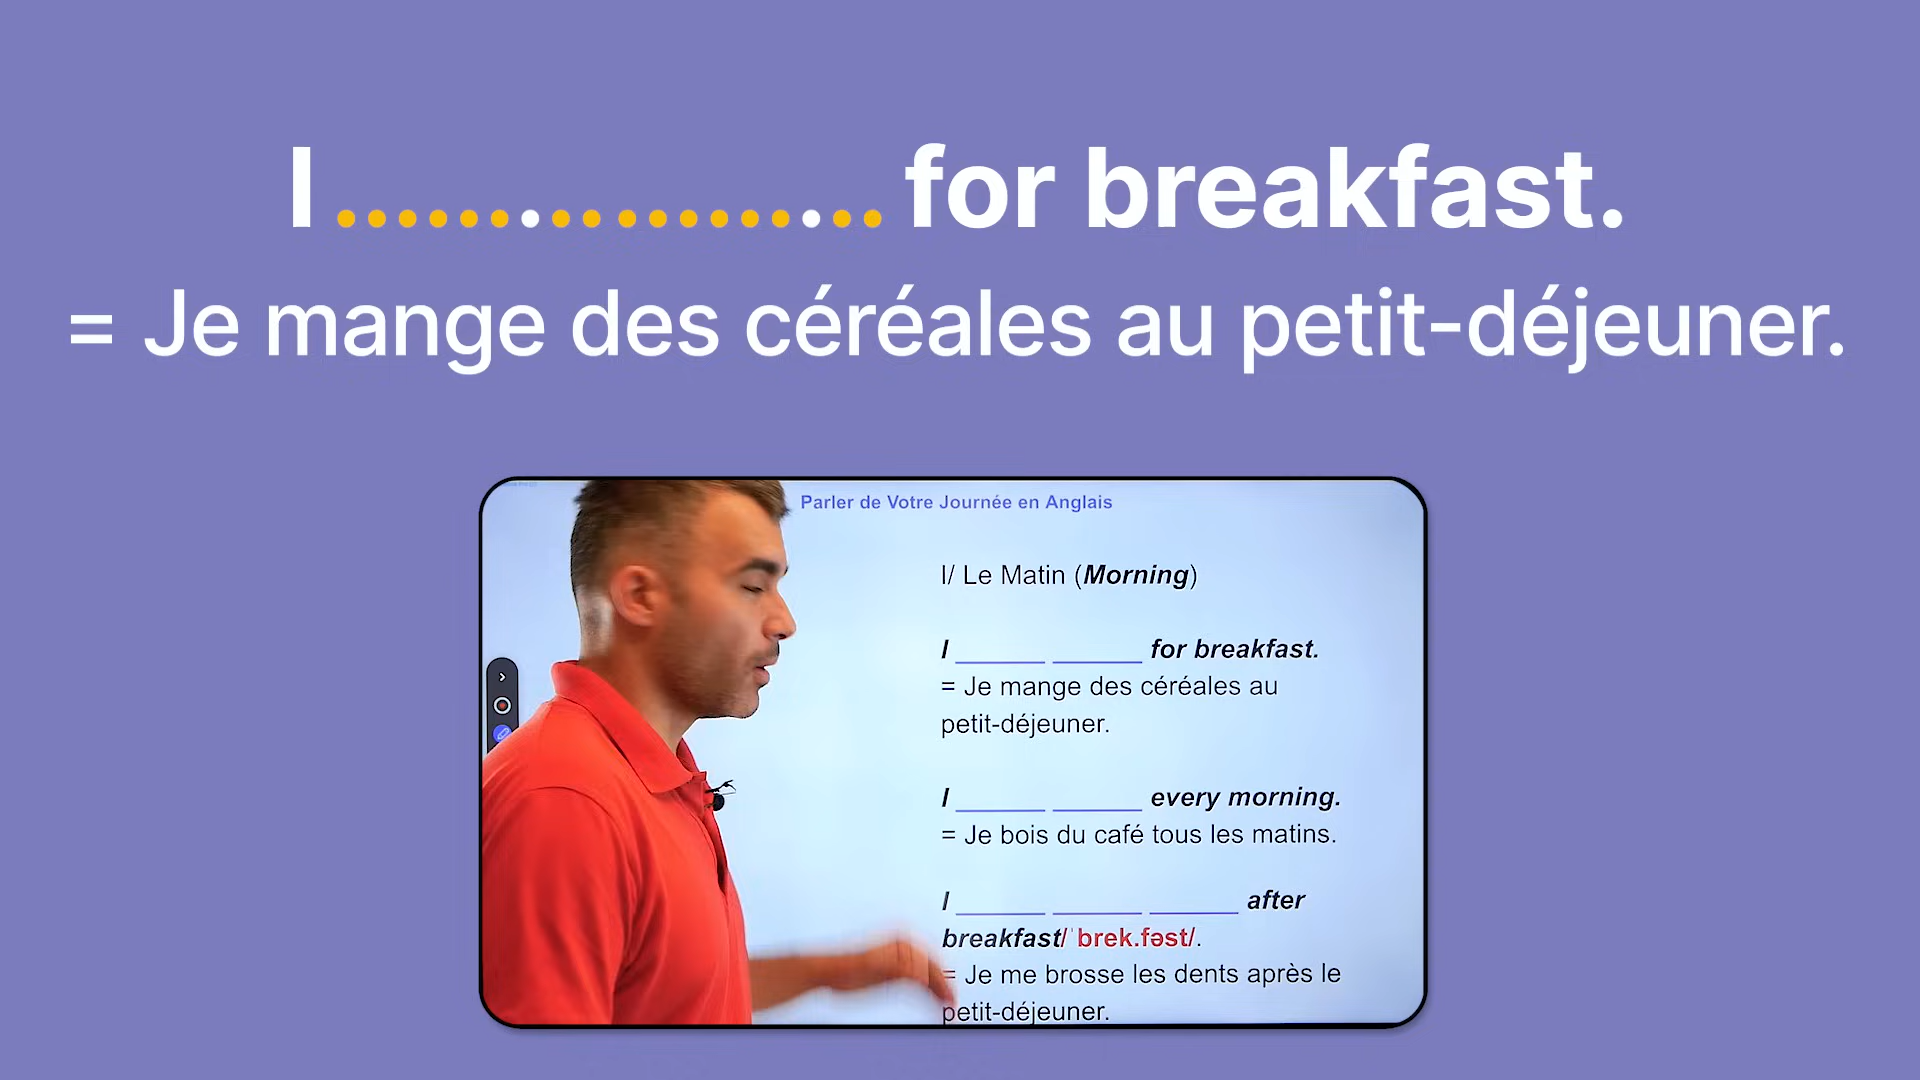 I .................. for breakfast.
= Je mange des céréales au petit-déjeuner.
Parler de Votre Journée en Anglais
I/ Le Matin (Morning)
I ______ ______ for breakfast.
= Je mange des céréales au
petit-déjeuner.
I ______ ______ every morning.
= Je bois du café tous les matins.
I ______ ______ ______ after
breakfast/ˈbrek.fəst/.
= Je me brosse les dents après le
petit-déjeuner.